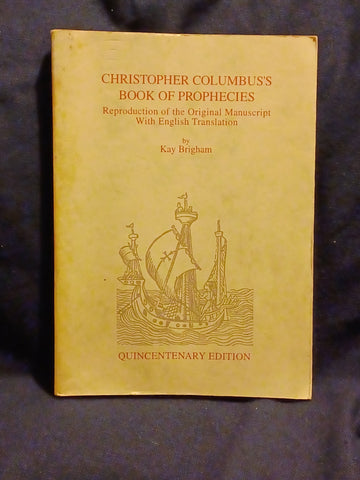 CHRISTOPHER COLUMBUS'S
BOOK OF PROPHECIES
Reproduction of the Original Manuscript
With English Translation
by
Kay Brigham
QUINCENTENARY EDITION